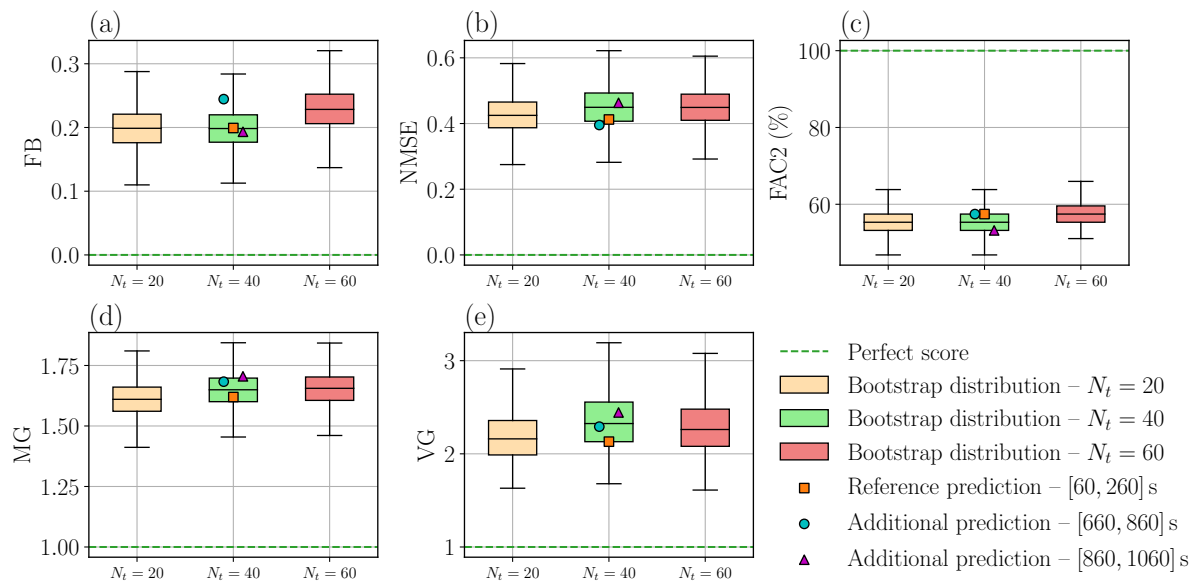 (a)
FB
0.3
0.2
0.1
0.0
N_t = 20
N_t = 40
N_t = 60
(b)
NMSE
0.6
0.4
0.2
0.0
N_t = 20
N_t = 40
N_t = 60
(c)
FAC2 (%)
100
80
60
N_t = 20
N_t = 40
N_t = 60
(d)
MG
1.75
1.50
1.25
1.00
N_t = 20
N_t = 40
N_t = 60
(e)
VG
3
2
1
N_t = 20
N_t = 40
N_t = 60
Perfect score
Bootstrap distribution – N_t = 20
Bootstrap distribution – N_t = 40
Bootstrap distribution – N_t = 60
Reference prediction – [60, 260] s
Additional prediction – [660, 860] s
Additional prediction – [860, 1060] s